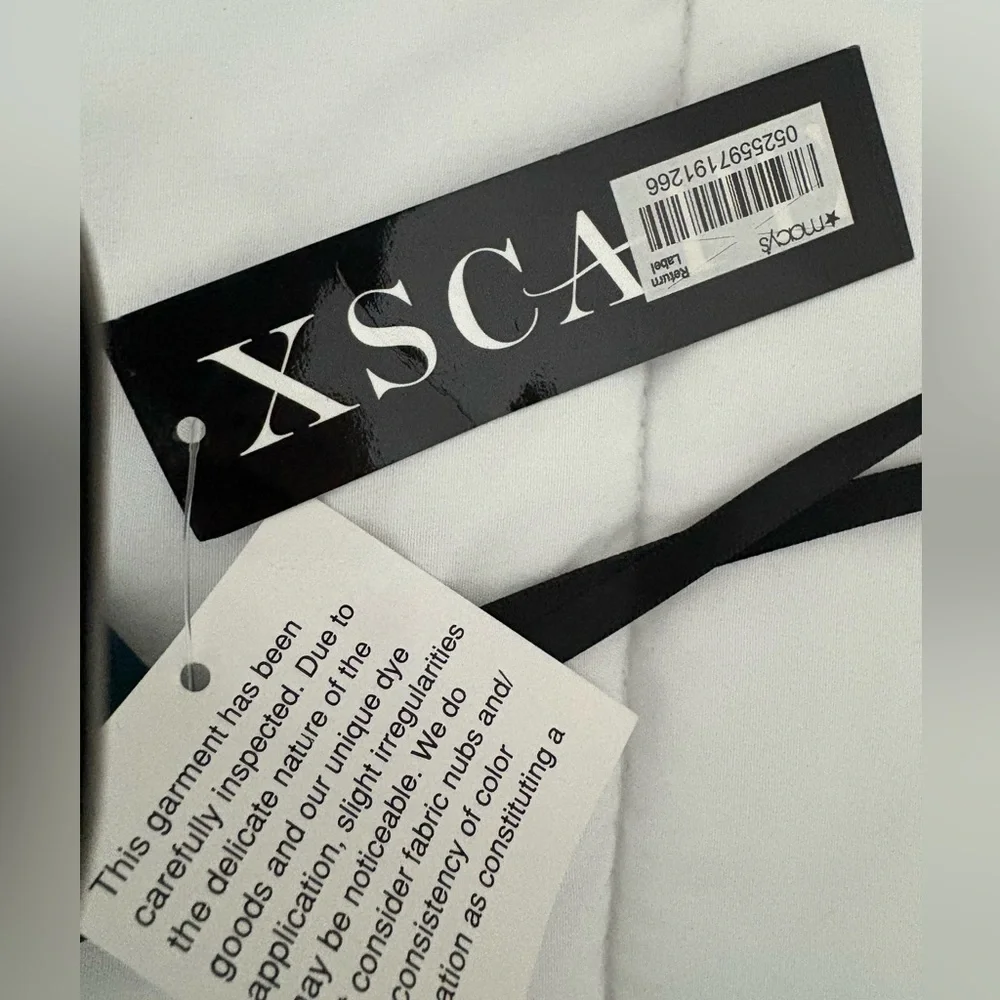 XSCA
0525597191266
Return
Label
macy's
This garment has been
carefully inspected. Due to
the delicate nature of the
goods and our unique dye
application, slight irregularities
may be noticeable. We do
consider fabric nubs and/
consistency of color
ation as constituting a